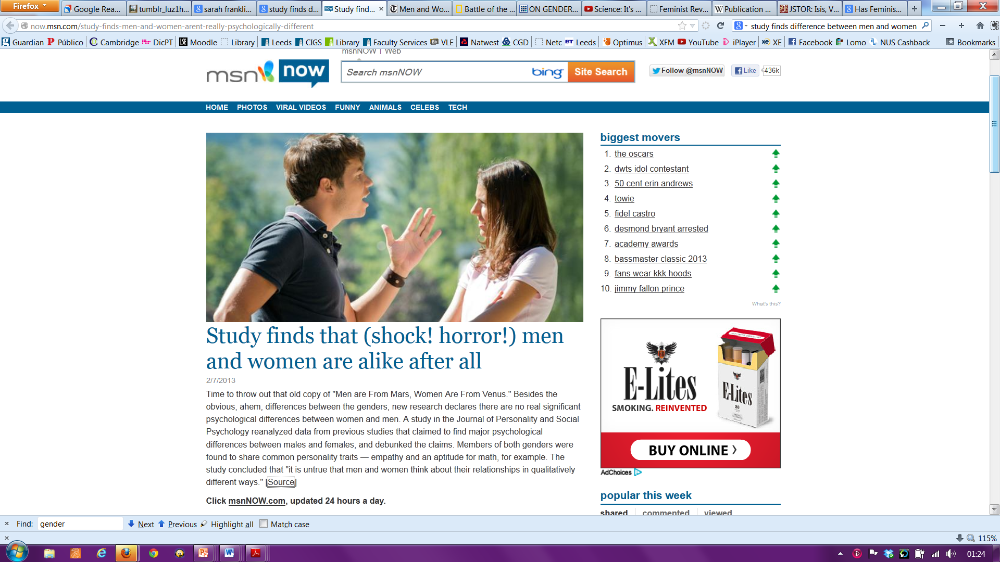 Firefox
Google Rea...
tumblr_luz1h...
sarah frankli...
study finds d...
Study find...
Men and Wo...
Battle of the ...
ON GENDER...
Science: It's ...
Feminist Rev...
Publication ...
JSTOR: Isis, V...
Has Feminis...
now.msn.com/study-finds-men-and-women-arent-really-psychologically-different
study finds difference between men and women
Guardian Público Cambridge DicPT Moodle Library Leeds CIGS Library Faculty Services VLE Natwest CGD Netc Leeds Optimus XFM YouTube iPlayer XE Facebook Lomo NUS Cashback Bookmarks
msnNOW | Web
msn now
Search msnNOW
bing
Site Search
Follow @msnNOW
Like
436k
HOME PHOTOS VIRAL VIDEOS FUNNY ANIMALS CELEBS TECH
Study finds that (shock! horror!) men
and women are alike after all
2/7/2013
Time to throw out that old copy of "Men are From Mars, Women Are From Venus." Besides the
obvious, ahem, differences between the genders, new research declares there are no real significant
psychological differences between women and men. A study in the Journal of Personality and Social
Psychology reanalyzed data from previous studies that claimed to find major psychological
differences between males and females, and debunked the claims. Members of both genders were
found to share common personality traits — empathy and an aptitude for math, for example. The
study concluded that "it is untrue that men and women think about their relationships in qualitatively
different ways." [Source]
Click msnNOW.com, updated 24 hours a day.
biggest movers
1. the oscars
2. dwts idol contestant
3. 50 cent erin andrews
4. towie
5. fidel castro
6. desmond bryant arrested
7. academy awards
8. bassmaster classic 2013
9. fans wear kkk hoods
10. jimmy fallon prince
What's this?
E-Lites
SMOKING. REINVENTED
E-Lites
BUY ONLINE ›
AdChoices
popular this week
shared commented viewed
Find: gender Next Previous Highlight all Match case
115%
01:24